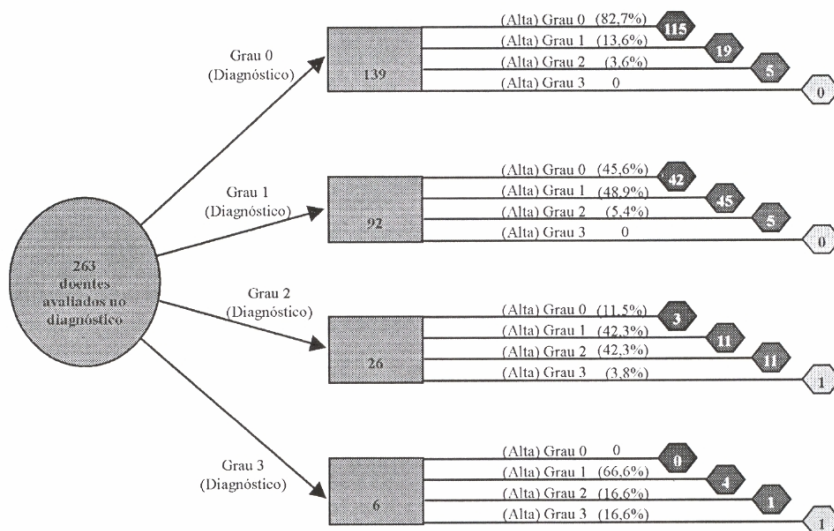 263
doentes
avaliados no
diagnóstico
Grau 0
(Diagnóstico)
139
(Alta) Grau 0 (82,7%) 115
(Alta) Grau 1 (13,6%) 19
(Alta) Grau 2 (3,6%) 5
(Alta) Grau 3 0 0
Grau 1
(Diagnóstico)
92
(Alta) Grau 0 (45,6%) 42
(Alta) Grau 1 (48,9%) 45
(Alta) Grau 2 (5,4%) 5
(Alta) Grau 3 0 0
Grau 2
(Diagnóstico)
26
(Alta) Grau 0 (11,5%) 3
(Alta) Grau 1 (42,3%) 11
(Alta) Grau 2 (42,3%) 11
(Alta) Grau 3 (3,8%) 1
Grau 3
(Diagnóstico)
6
(Alta) Grau 0 0 0
(Alta) Grau 1 (66,6%) 4
(Alta) Grau 2 (16,6%) 1
(Alta) Grau 3 (16,6%) 1